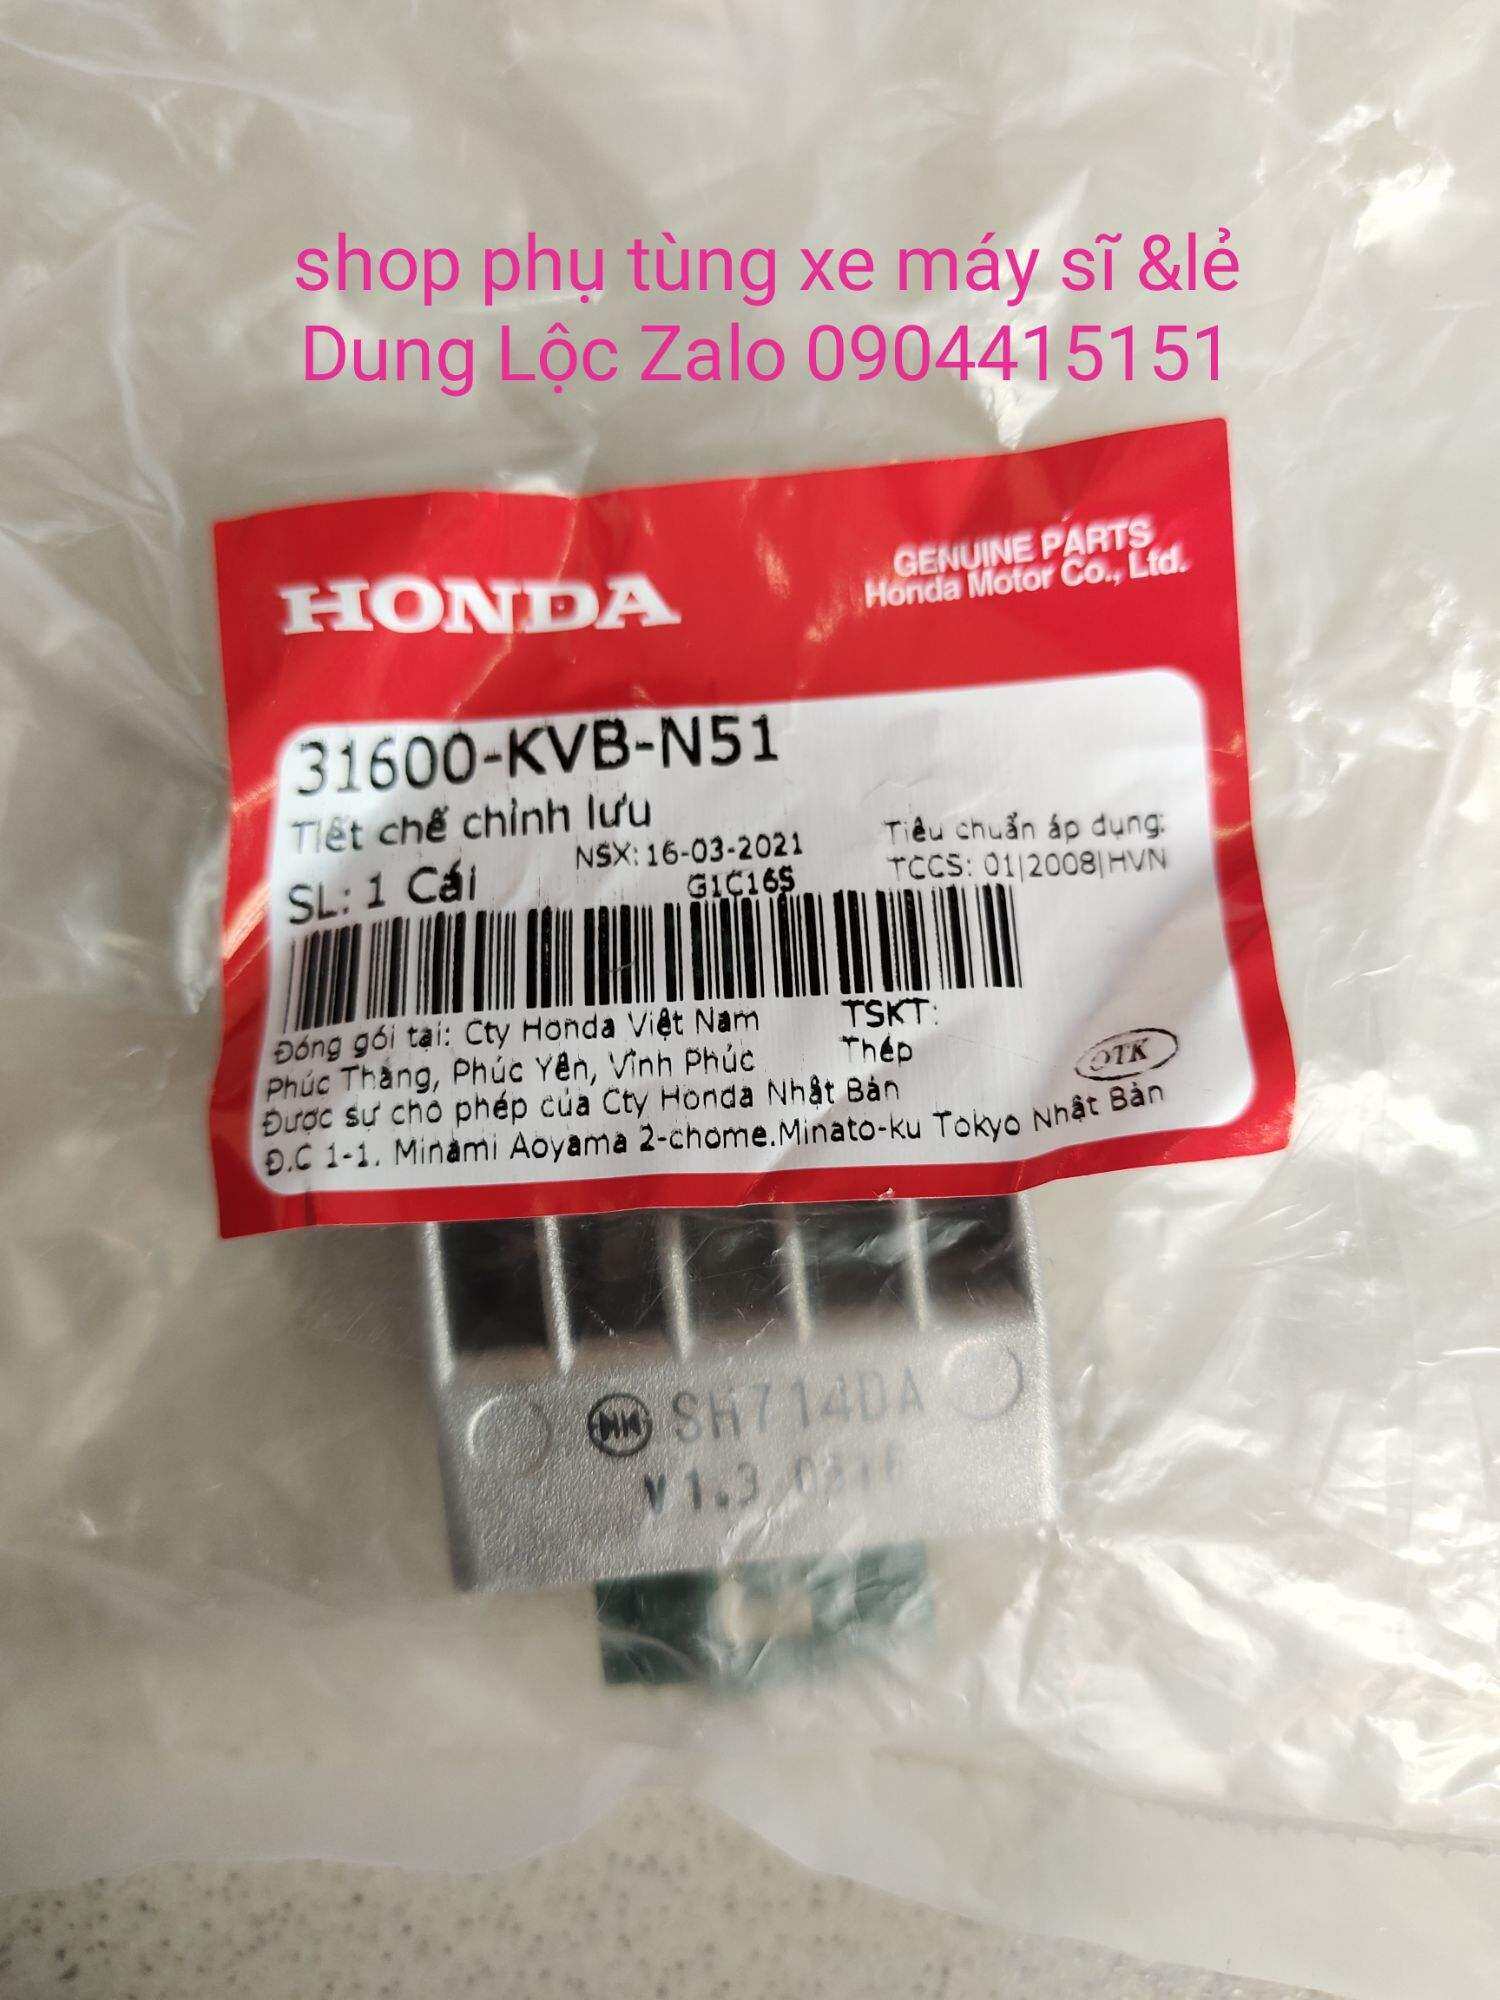 shop phụ tùng xe máy sĩ &lẻ
Dung Lộc Zalo 0904415151
HONDA
GENUINE PARTS
Honda Motor Co., Ltd.
31600-KVB-N51
Tiết chế chỉnh lưu
SL: 1 Cái
NSX: 16-03-2021
G1C16S
Tiêu chuẩn áp dụng:
TCCS: 01|2008|HVN
Đóng gói tại: Cty Honda Việt Nam
Phúc Thắng, Phúc Yên, Vĩnh Phúc
Được sự cho phép của Cty Honda Nhật Bản
Đ.C 1-1. Minami Aoyama 2-chome.Minato-ku Tokyo Nhật Bản
TSKT:
Thép
OTK
SH714DA
V1.3